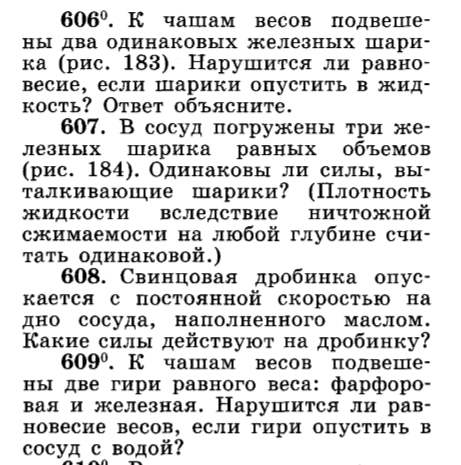 606⁰. К чашам весов подвеше-
ны два одинаковых железных шари-
ка (рис. 183). Нарушится ли равно-
весие, если шарики опустить в жид-
кость? Ответ объясните.
607. В сосуд погружены три же-
лезных шарика равных объемов
(рис. 184). Одинаковы ли силы, вы-
талкивающие шарики? (Плотность
жидкости вследствие ничтожной
сжимаемости на любой глубине счи-
тать одинаковой.)
608. Свинцовая дробинка опус-
кается с постоянной скоростью на
дно сосуда, наполненного маслом.
Какие силы действуют на дробинку?
609⁰. К чашам весов подвеше-
ны две гири равного веса: фарфоро-
вая и железная. Нарушится ли рав-
новесие весов, если гири опустить в
сосуд с водой?